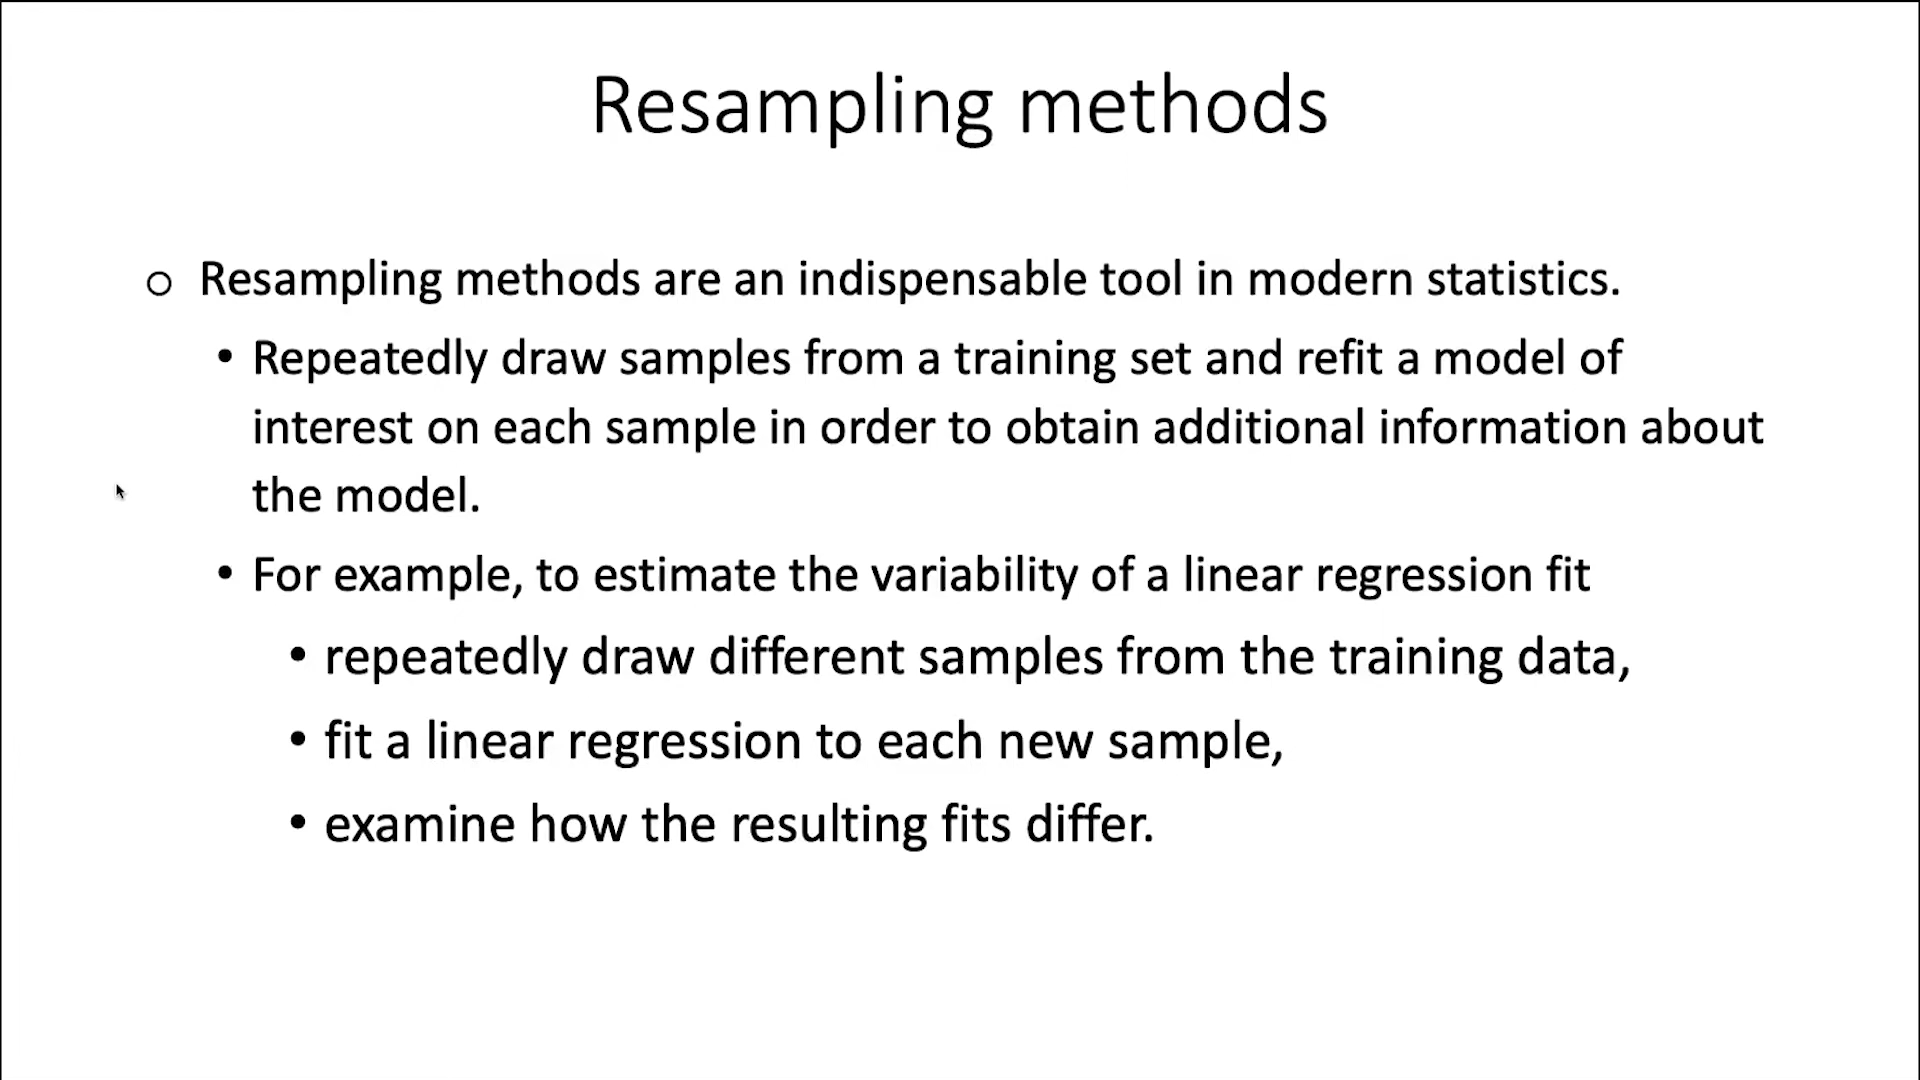 Resampling methods
○ Resampling methods are an indispensable tool in modern statistics.
• Repeatedly draw samples from a training set and refit a model of
interest on each sample in order to obtain additional information about
the model.
• For example, to estimate the variability of a linear regression fit
• repeatedly draw different samples from the training data,
• fit a linear regression to each new sample,
• examine how the resulting fits differ.